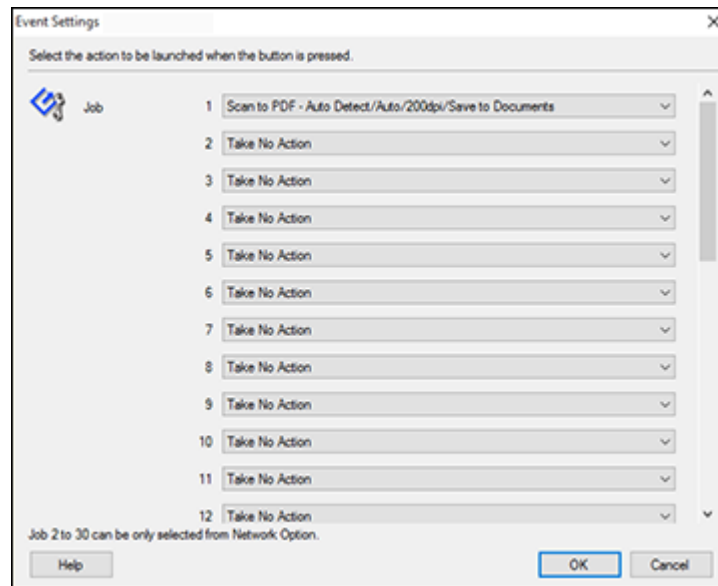 Event Settings
Select the action to be launched when the button is pressed.
Job 1 Scan to PDF - Auto Detect/Auto/200dpi/Save to Documents
2 Take No Action
3 Take No Action
4 Take No Action
5 Take No Action
6 Take No Action
7 Take No Action
8 Take No Action
9 Take No Action
10 Take No Action
11 Take No Action
12 Take No Action
Job 2 to 30 can be only selected from Network Option.
Help OK Cancel